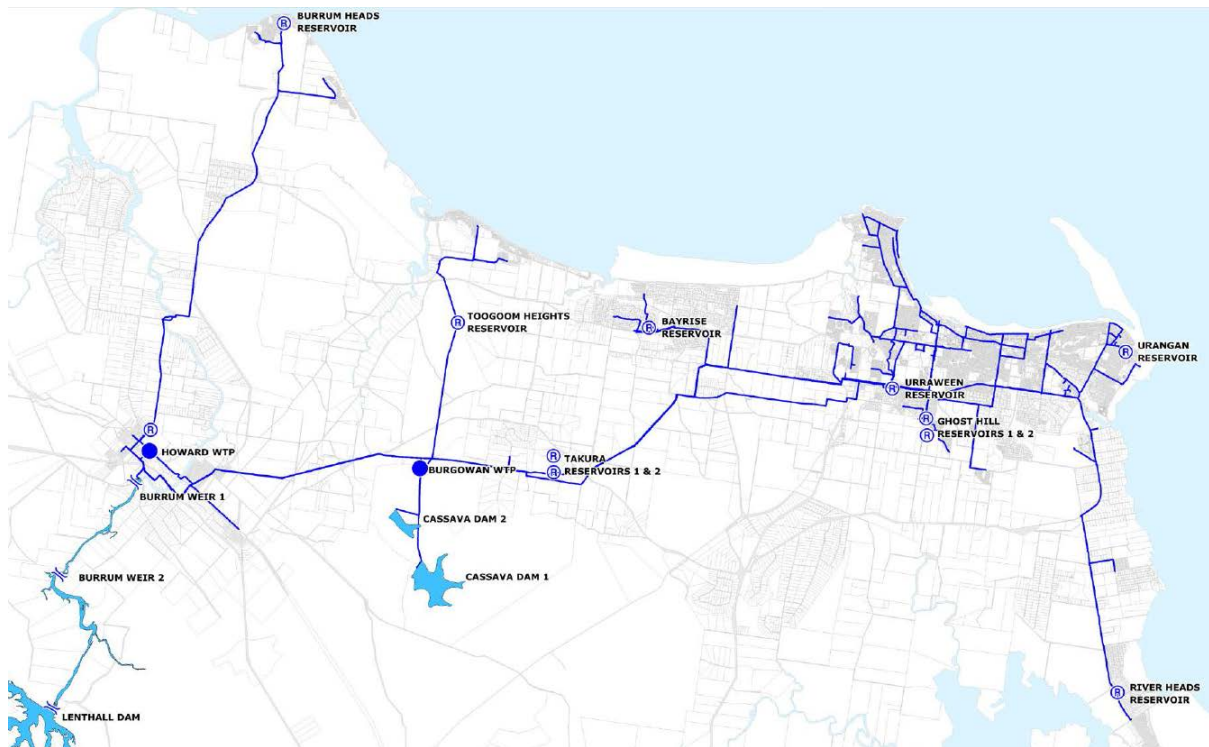 R
BURRUM HEADS
RESERVOIR
R
TOOGOOM HEIGHTS
RESERVOIR
R
BAYRISE
RESERVOIR
R
URANGAN
RESERVOIR
R
URRAWEEN
RESERVOIR
R
R
GHOST HILL
RESERVOIRS 1 & 2
R
HOWARD WTP
R
R
TAKURA
RESERVOIRS 1 & 2
BURGOWAN WTP
BURRUM WEIR 1
CASSAVA DAM 2
CASSAVA DAM 1
BURRUM WEIR 2
R
RIVER HEADS
RESERVOIR
LENTHALL DAM